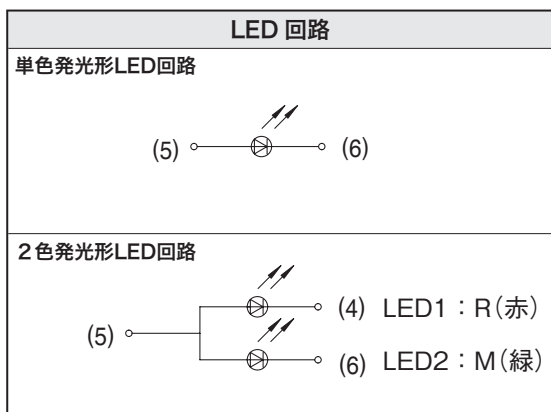 LED 回路
単色発光形LED回路
(5) (6)
2色発光形LED回路
(4) LED1：R(赤)
(5)
(6) LED2：M(緑)